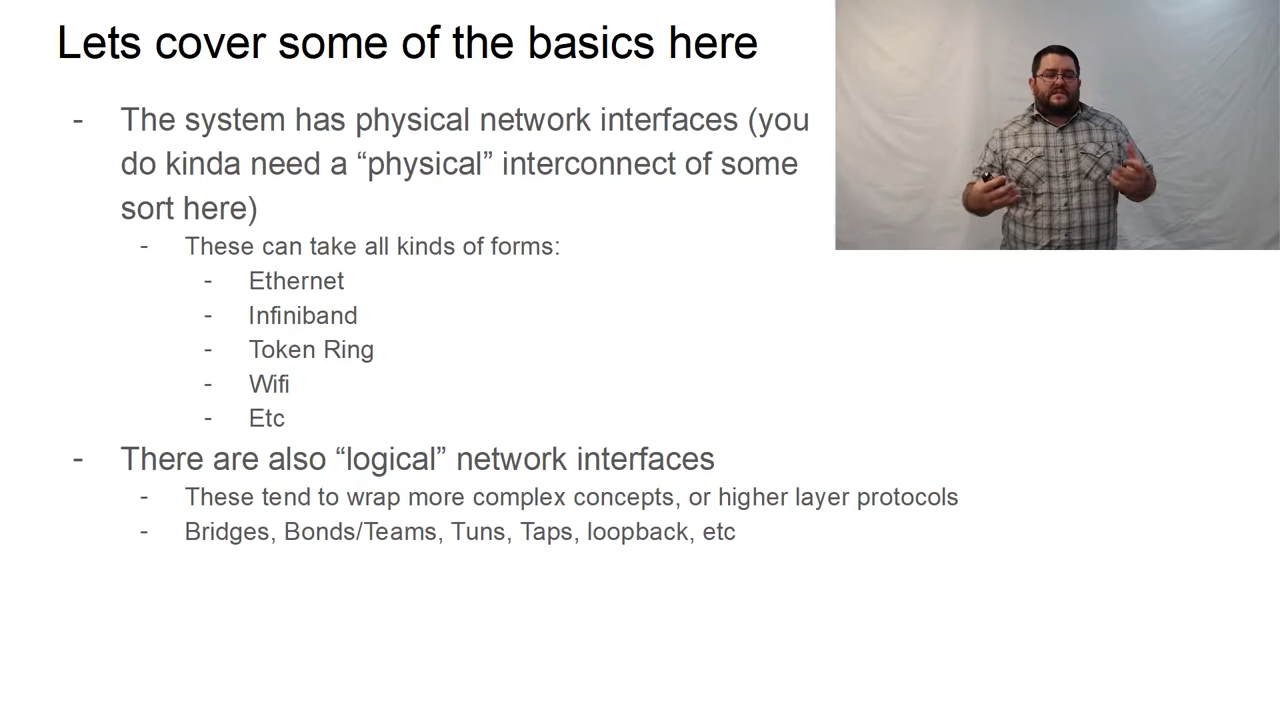 Lets cover some of the basics here
- The system has physical network interfaces (you
do kinda need a “physical” interconnect of some
sort here)
- These can take all kinds of forms:
- Ethernet
- Infiniband
- Token Ring
- Wifi
- Etc
- There are also “logical” network interfaces
- These tend to wrap more complex concepts, or higher layer protocols
- Bridges, Bonds/Teams, Tuns, Taps, loopback, etc